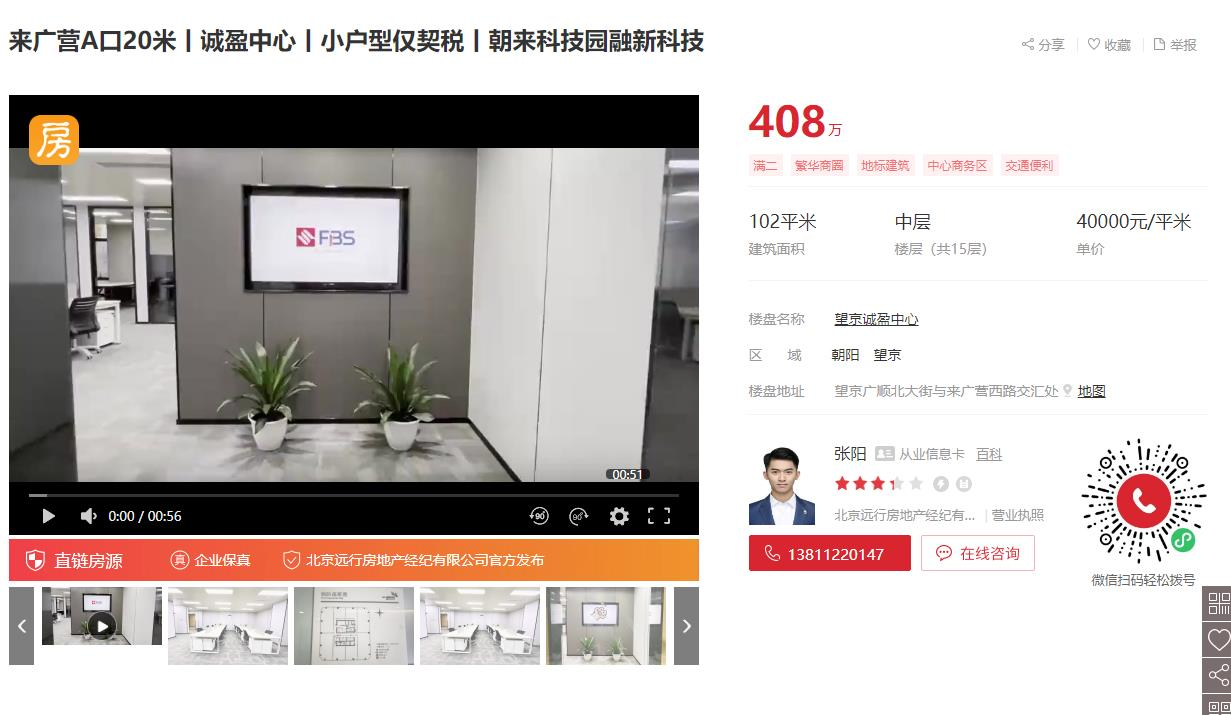 来广营A口20米丨诚盈中心丨小户型仅契税丨朝来科技园融新科技
分享
收藏
举报
房
FBS
00:51
0:00 / 00:56
90
90
直链房源
真 企业保真
北京远行房地产经纪有限公司官方发布
408万
满二 繁华商圈 地标建筑 中心商务区 交通便利
102平米 中层 40000元/平米
建筑面积 楼层（共15层） 单价
楼盘名称 望京诚盈中心
区 域 朝阳 望京
楼盘地址 望京广顺北大街与来广营西路交汇处 地图
张阳 从业信息卡 百科
北京远行房地产经纪有... 营业执照
13811220147
在线咨询
微信扫码轻松拨号